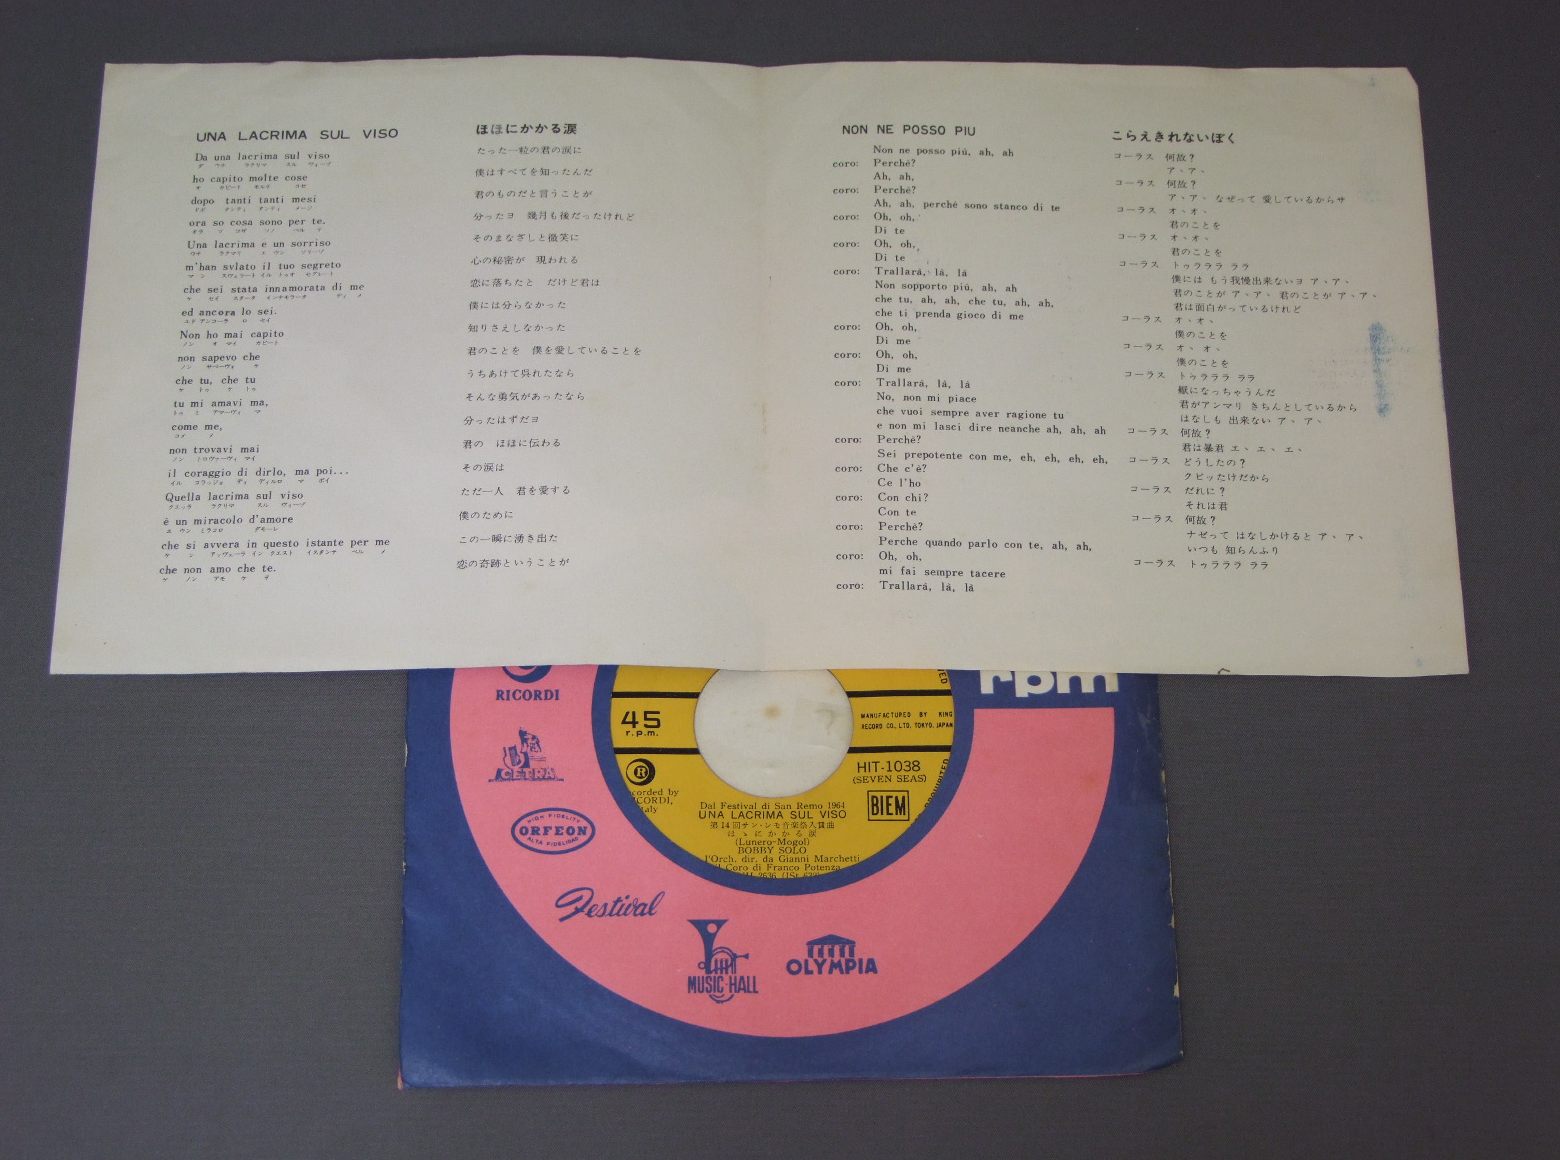 UNA LACRIMA SUL VISO
Da una lacrima sul viso
ho capito molte cose
dopo tanti tanti mesi
ora so cosa sono per te.
Una lacrima e un sorriso
m'han svlato il tuo segreto
che sei stata innamorata di me
ed ancora lo sei.
Non ho mai capito
non sapevo che
che tu, che tu
tu mi amavi ma,
come me,
non trovavi mai
il coraggio di dirlo, ma poi...
Quella lacrima sul viso
è un miracolo d'amore
che si avvera in questo istante per me
che non amo che te.
ほほにかかる涙
たった一粒の君の涙に
僕はすべてを知ったんだ
君のものだと言うことが
分ったヨ 幾月も後だったけれど
そのまなざしと微笑に
心の秘密が 現われる
恋に落ちたと だけど君は
僕には分らなかった
知りさえしなかった
君のことを 僕を愛していることを
うちあけて呉れたなら
そんな勇気があったなら
分ったはずだヨ
君の ほほに伝わる
その涙は
ただ一人 君を愛する
僕のために
この一瞬に湧き出た
恋の奇跡ということが
NON NE POSSO PIU
Non ne posso piú, ah, ah
coro: Perché?
Ah, ah,
coro: Perché?
Ah, ah, perché sono stanco di te
coro: Oh, oh,
Di te
coro: Oh, oh,
Di te
coro: Trallará, lá, lá
Non sopporto piú, ah, ah
che tu, ah, ah, che tu, ah, ah,
che ti prenda gioco di me
coro: Oh, oh,
Di me
coro: Oh, oh,
Di me
coro: Trallará, lá, lá
No, non mi piace
che vuoi sempre aver ragione tu
e non mi lasci dire neanche ah, ah, ah
coro: Perché?
Sei prepotente con me, eh, eh, eh, eh,
coro: Che c'è?
Ce l'ho
coro: Con chi?
Con te
coro: Perché?
Perche quando parlo con te, ah, ah,
coro: Oh, oh,
mi fai sempre tacere
coro: Trallará, lá, lá
こらえきれないぼく
コーラス 何故？
ア、ア、
コーラス 何故？
ア、ア、 なぜって 愛しているからサ
コーラス オ、オ、
君のことを
コーラス オ、オ、
君のことを
コーラス トゥラララ ララ
僕には もう我慢出来ないヨ ア、ア、
君のことが ア、ア、 君のことが ア、ア、
君は面白がっているけれど
コーラス オ、オ、
僕のことを
コーラス オ、オ、
僕のことを
コーラス トゥラララ ララ
厭になっちゃうんだ
君がアンマリ きちんとしているから
はなしも 出来ない ア、ア、
コーラス 何故？
君は暴君 エ、エ、エ、
コーラス どうしたの？
クビッたけだから
コーラス だれに？
それは君
コーラス 何故？
ナゼって はなしかけると ア、ア、
いつも 知らんふり
コーラス トゥラララ ララ
rpm
RICORDI
CETRA
HIGH FIDELITY
ORFEON
ALTA FIDELIDAD
Festival
MUSIC-HALL
OLYMPIA
45
r.p.m.
MANUFACTURED BY KING
RECORD CO., LTD. TOKYO, JAPAN
HIT-1038
(SEVEN SEAS)
BIEM
Dal Festival di San Remo 1964
UNA LACRIMA SUL VISO
第14回サン・レモ音楽祭入賞曲
ほゝにかかる涙
(Lunero-Mogol)
BOBBY SOLO
l'Orch. dir. da Gianni Marchetti
il Coro di Franco Potenza